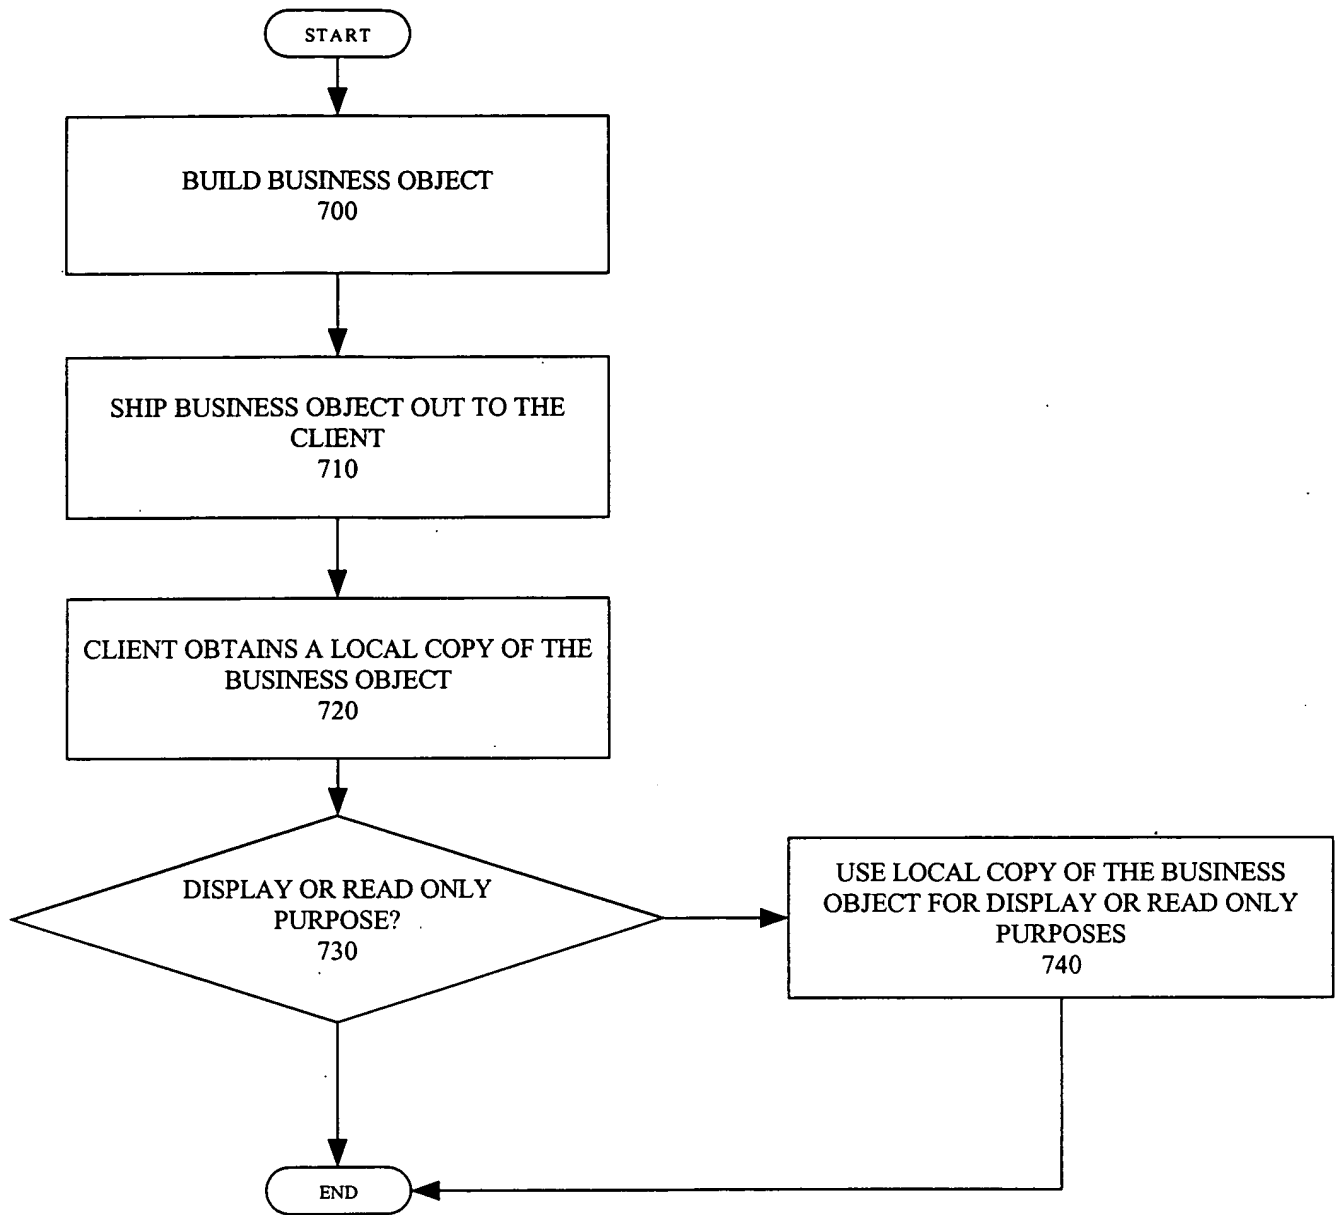 START
BUILD BUSINESS OBJECT
700
SHIP BUSINESS OBJECT OUT TO THE
CLIENT
710
CLIENT OBTAINS A LOCAL COPY OF THE
BUSINESS OBJECT
720
DISPLAY OR READ ONLY
PURPOSE?
730
USE LOCAL COPY OF THE BUSINESS
OBJECT FOR DISPLAY OR READ ONLY
PURPOSES
740
END